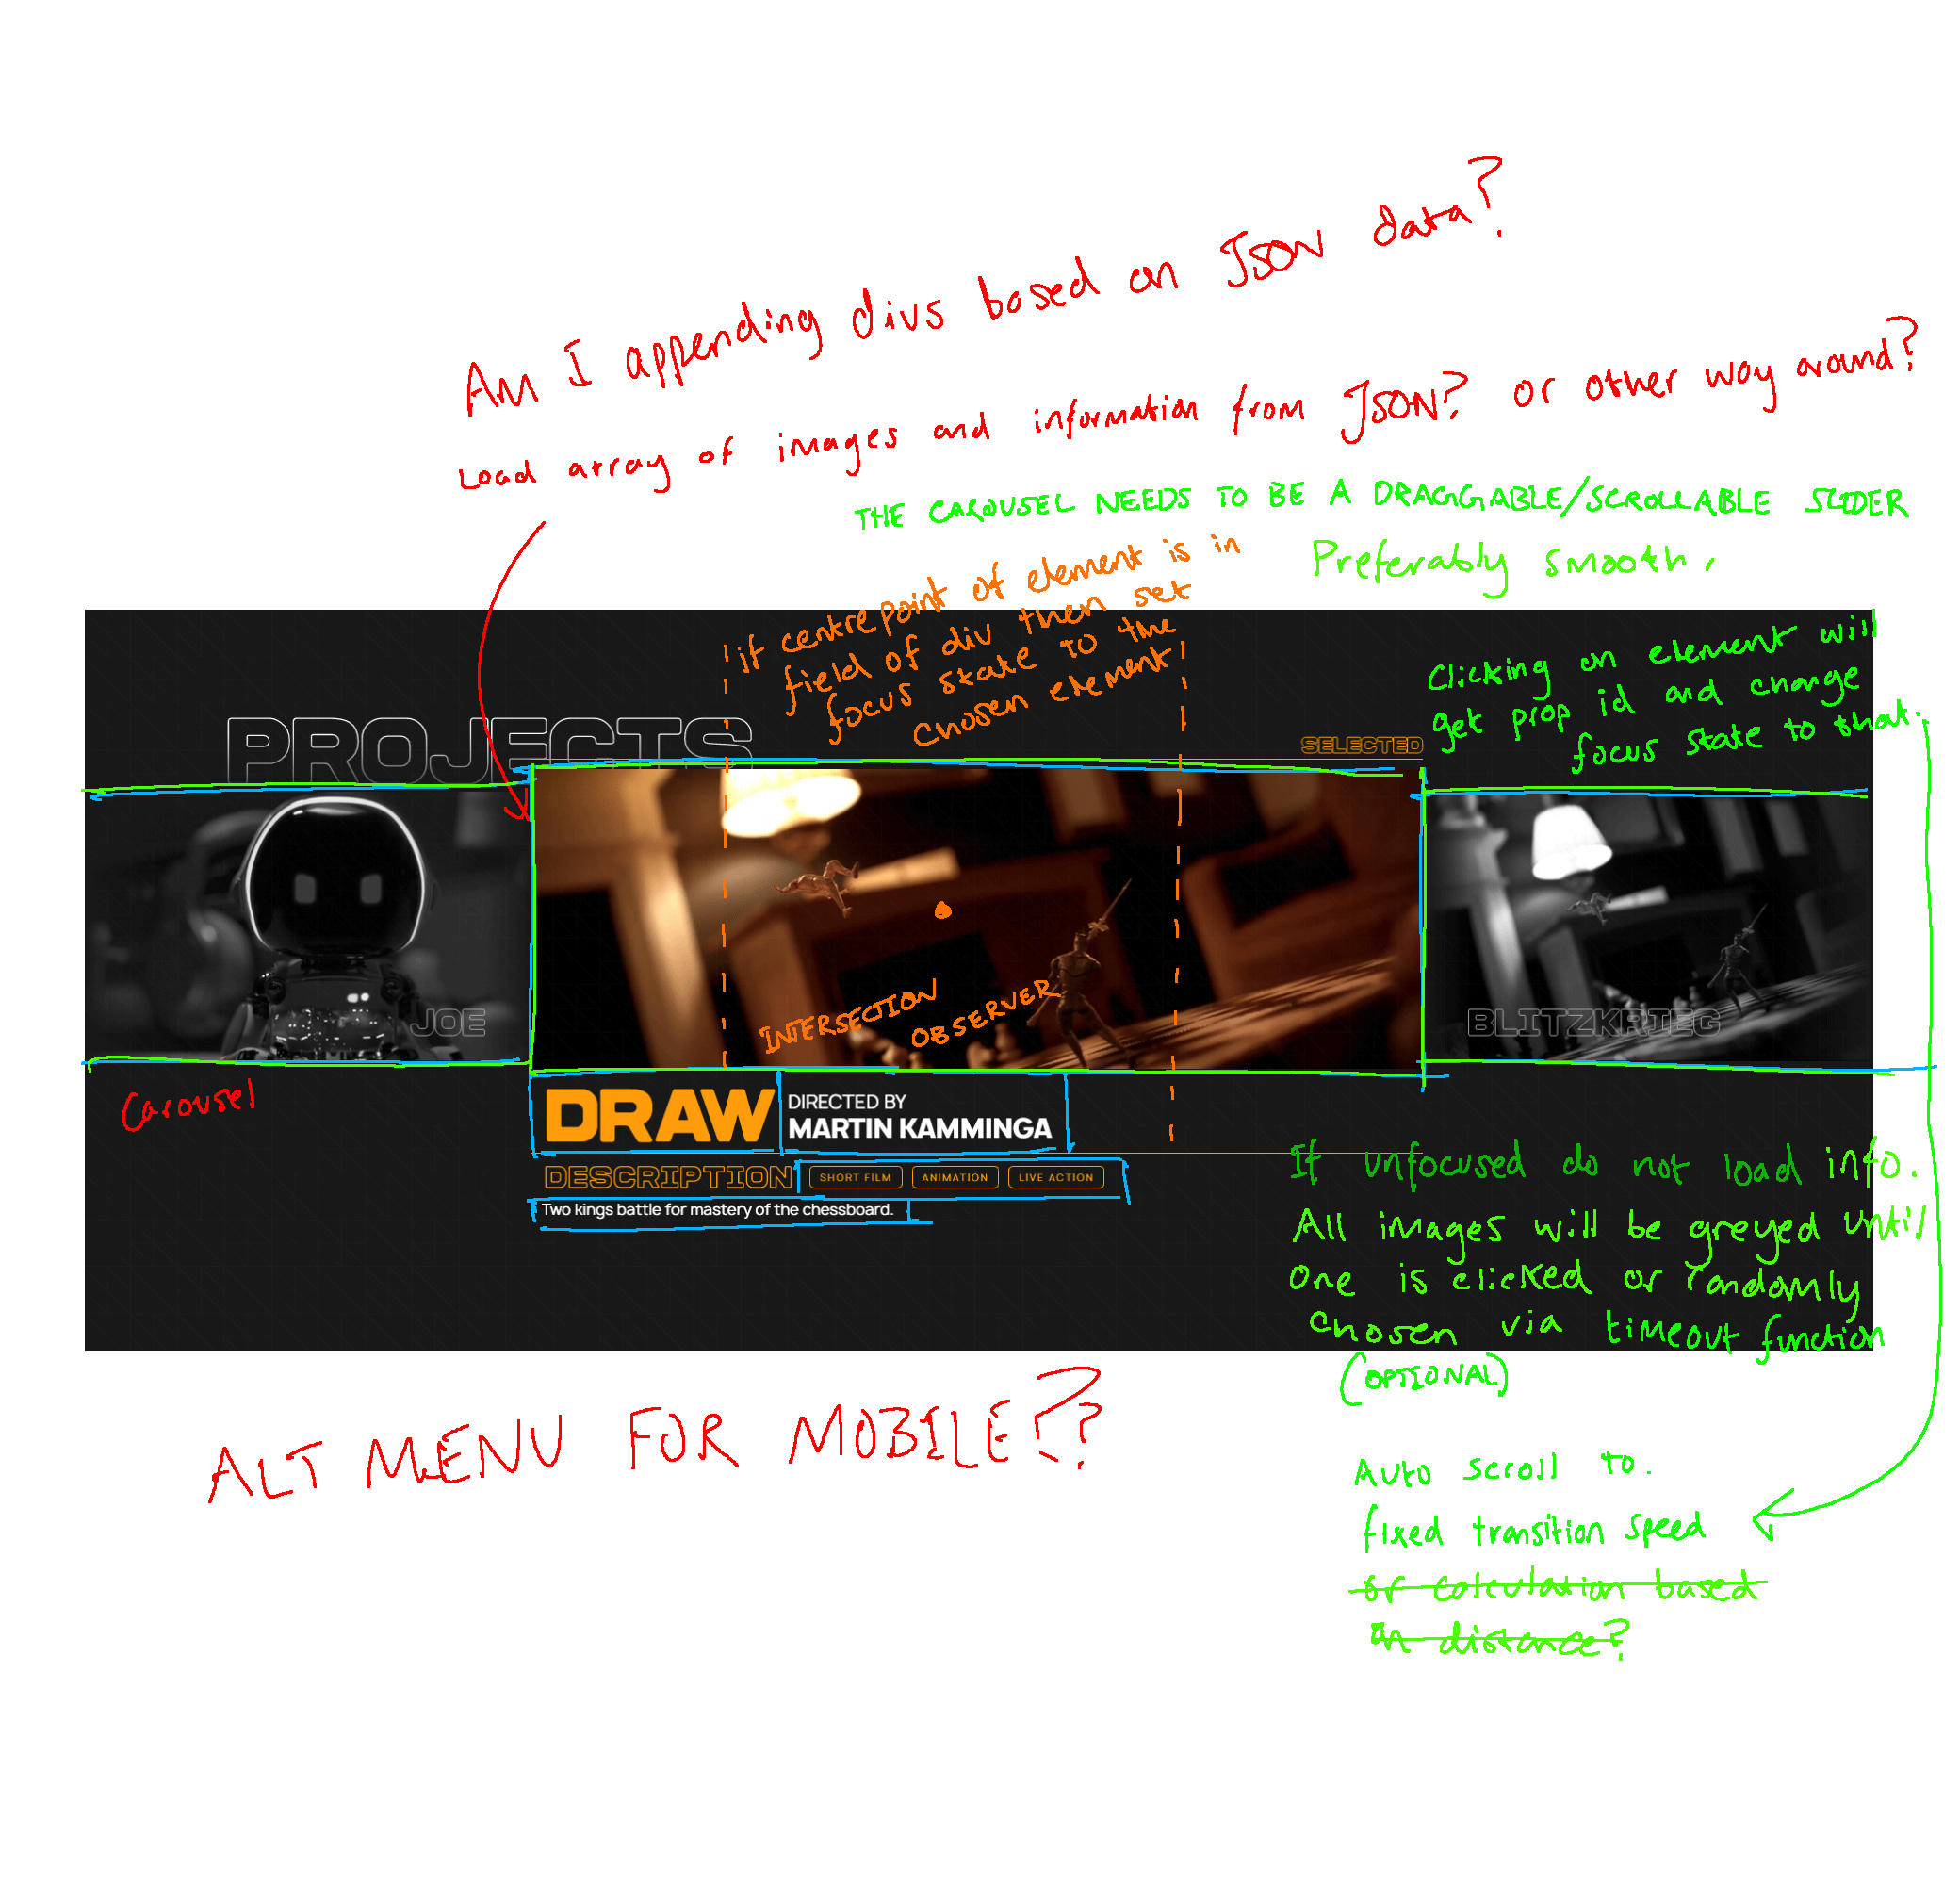 Am I appending divs based on JSON data?
Load array of images and information from JSON? or other way around?
THE CAROUSEL NEEDS TO BE A DRAGGABLE/SCROLLABLE SLIDER
Preferably smooth.
if centrepoint of element is in
field of div then set
focus state to the
chosen element
Clicking on element will
get prop id and change
focus state to that.
PROJECTS
SELECTED
INTERSECTION
OBSERVER
JOE
BLITZKRIEG
Carousel
DRAW
DIRECTED BY
MARTIN KAMMINGA
DESCRIPTION
SHORT FILM
ANIMATION
LIVE ACTION
Two kings battle for mastery of the chessboard.
If unfocused do not load info.
All images will be greyed until
one is clicked or randomly
chosen via timeout function
(OPTIONAL)
ALT MENU FOR MOBILE??
Auto scroll to.
fixed transition speed
or calculation based
on distance?